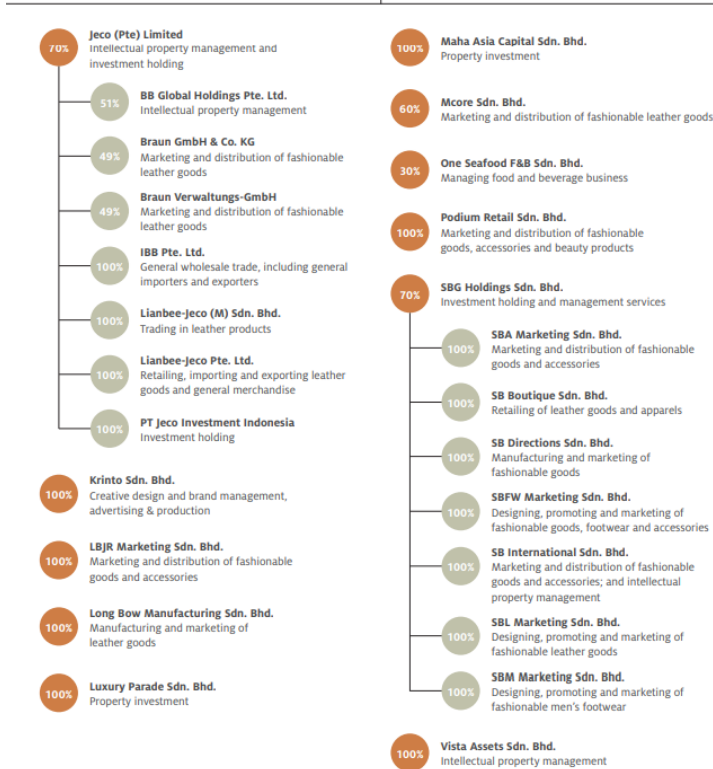 70%
Jeco (Pte) Limited
Intellectual property management and
investment holding
51%
BB Global Holdings Pte. Ltd.
Intellectual property management
49%
Braun GmbH & Co. KG
Marketing and distribution of fashionable
leather goods
49%
Braun Verwaltungs-GmbH
Marketing and distribution of fashionable
leather goods
100%
IBB Pte. Ltd.
General wholesale trade, including general
importers and exporters
100%
Lianbee-Jeco (M) Sdn. Bhd.
Trading in leather products
100%
Lianbee-Jeco Pte. Ltd.
Retailing, importing and exporting leather
goods and general merchandise
100%
PT Jeco Investment Indonesia
Investment holding
100%
Krinto Sdn. Bhd.
Creative design and brand management,
advertising & production
100%
LBJR Marketing Sdn. Bhd.
Marketing and distribution of fashionable
goods and accessories
100%
Long Bow Manufacturing Sdn. Bhd.
Manufacturing and marketing of
leather goods
100%
Luxury Parade Sdn. Bhd.
Property investment
100%
Maha Asia Capital Sdn. Bhd.
Property investment
60%
Mcore Sdn. Bhd.
Marketing and distribution of fashionable leather goods
30%
One Seafood F&B Sdn. Bhd.
Managing food and beverage business
100%
Podium Retail Sdn. Bhd.
Marketing and distribution of fashionable
goods, accessories and beauty products
70%
SBG Holdings Sdn. Bhd.
Investment holding and management services
100%
SBA Marketing Sdn. Bhd.
Marketing and distribution of fashionable
goods and accessories
100%
SB Boutique Sdn. Bhd.
Retailing of leather goods and apparels
100%
SB Directions Sdn. Bhd.
Manufacturing and marketing of
fashionable goods
100%
SBFW Marketing Sdn. Bhd.
Designing, promoting and marketing of
fashionable goods, footwear and accessories
100%
SB International Sdn. Bhd.
Marketing and distribution of fashionable
goods and accessories; and intellectual
property management
100%
SBL Marketing Sdn. Bhd.
Designing, promoting and marketing of
fashionable leather goods
100%
SBM Marketing Sdn. Bhd.
Designing, promoting and marketing of
fashionable men's footwear
100%
Vista Assets Sdn. Bhd.
Intellectual property management